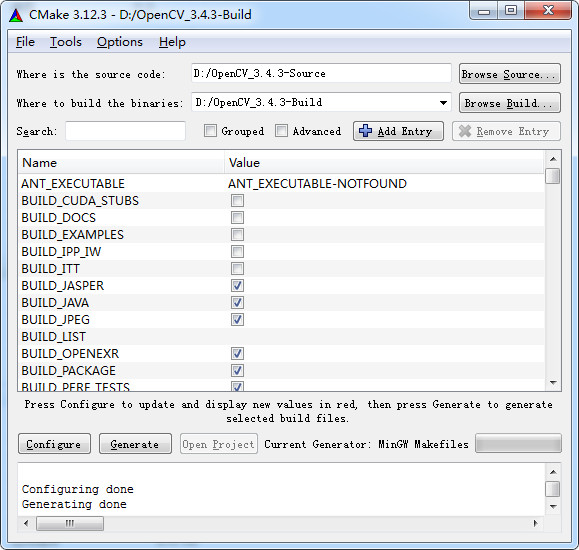 CMake 3.12.3 - D:/OpenCV_3.4.3-Build
File Tools Options Help
Where is the source code: D:/OpenCV_3.4.3-Source Browse Source...
Where to build the binaries: D:/OpenCV_3.4.3-Build Browse Build...
Search: Grouped Advanced Add Entry Remove Entry
Name Value
ANT_EXECUTABLE ANT_EXECUTABLE-NOTFOUND
BUILD_CUDA_STUBS
BUILD_DOCS
BUILD_EXAMPLES
BUILD_IPP_IW
BUILD_ITT
BUILD_JASPER
BUILD_JAVA
BUILD_JPEG
BUILD_LIST
BUILD_OPENEXR
BUILD_PACKAGE
BUILD_PERF_TESTS
Press Configure to update and display new values in red, then press Generate to generate
selected build files.
Configure Generate Open Project Current Generator: MinGW Makefiles
Configuring done
Generating done